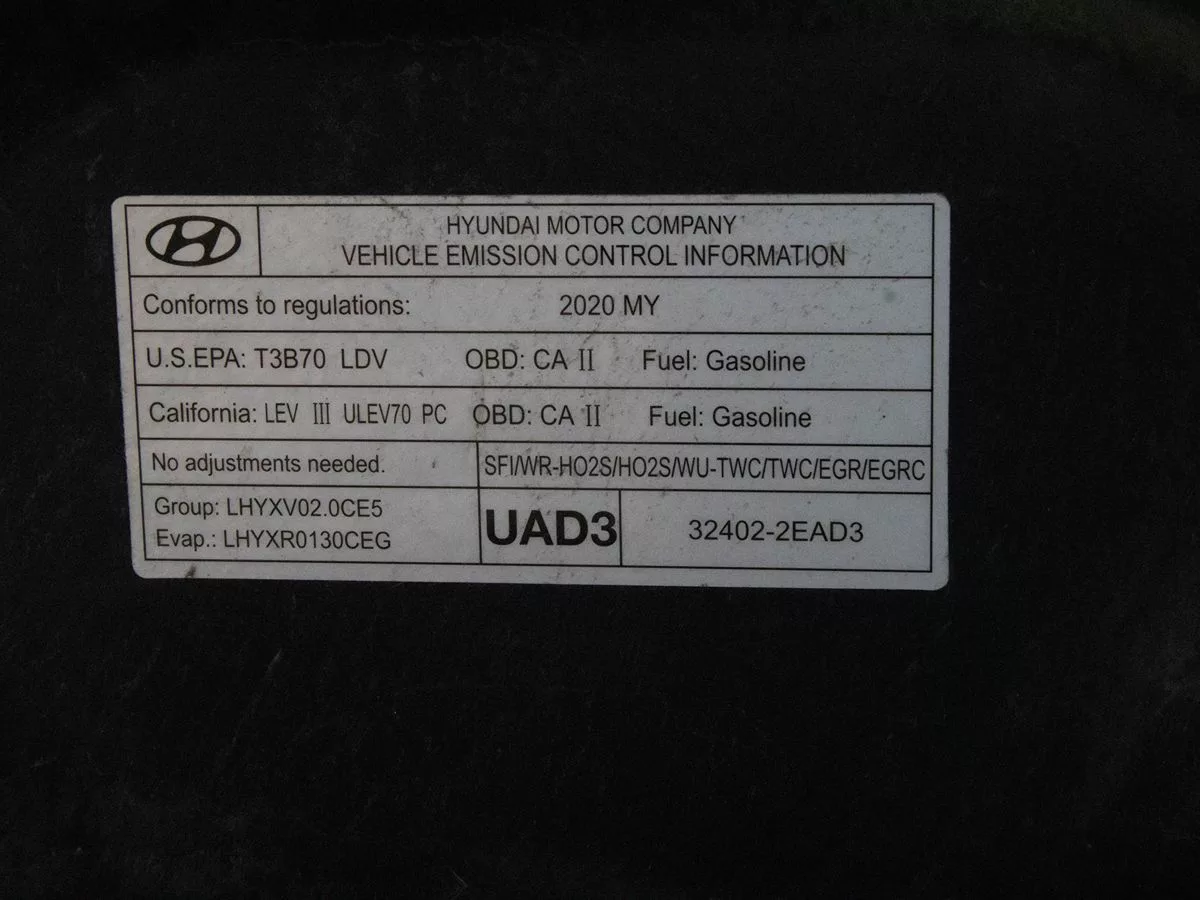 HYUNDAI MOTOR COMPANY
VEHICLE EMISSION CONTROL INFORMATION
Conforms to regulations: 2020 MY
U.S.EPA: T3B70 LDV OBD: CA II Fuel: Gasoline
California: LEV III ULEV70 PC OBD: CA II Fuel: Gasoline
No adjustments needed. SFI/WR-HO2S/HO2S/WU-TWC/TWC/EGR/EGRC
Group: LHYXV02.0CE5
Evap.: LHYXR0130CEG
UAD3
32402-2EAD3